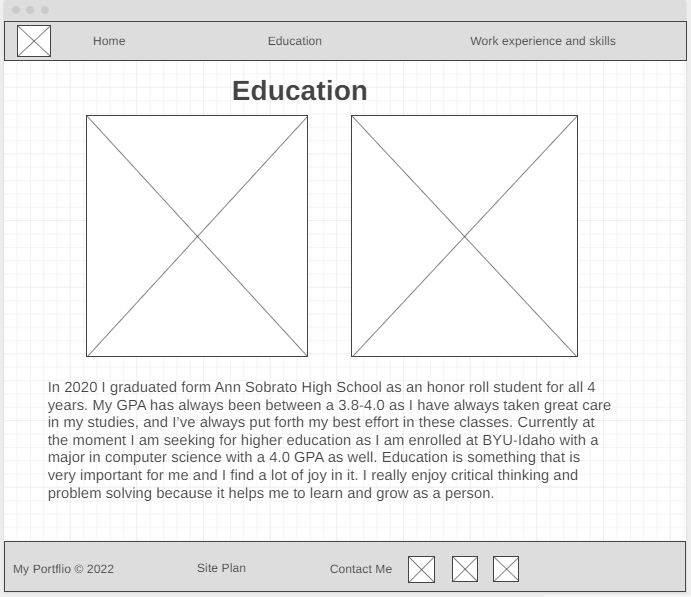 Home Education Work experience and skills
Education
In 2020 I graduated form Ann Sobrato High School as an honor roll student for all 4
years. My GPA has always been between a 3.8-4.0 as I have always taken great care
in my studies, and I've always put forth my best effort in these classes. Currently at
the moment I am seeking for higher education as I am enrolled at BYU-Idaho with a
major in computer science with a 4.0 GPA as well. Education is something that is
very important for me and I find a lot of joy in it. I really enjoy critical thinking and
problem solving because it helps me to learn and grow as a person.
My Portflio © 2022 Site Plan Contact Me